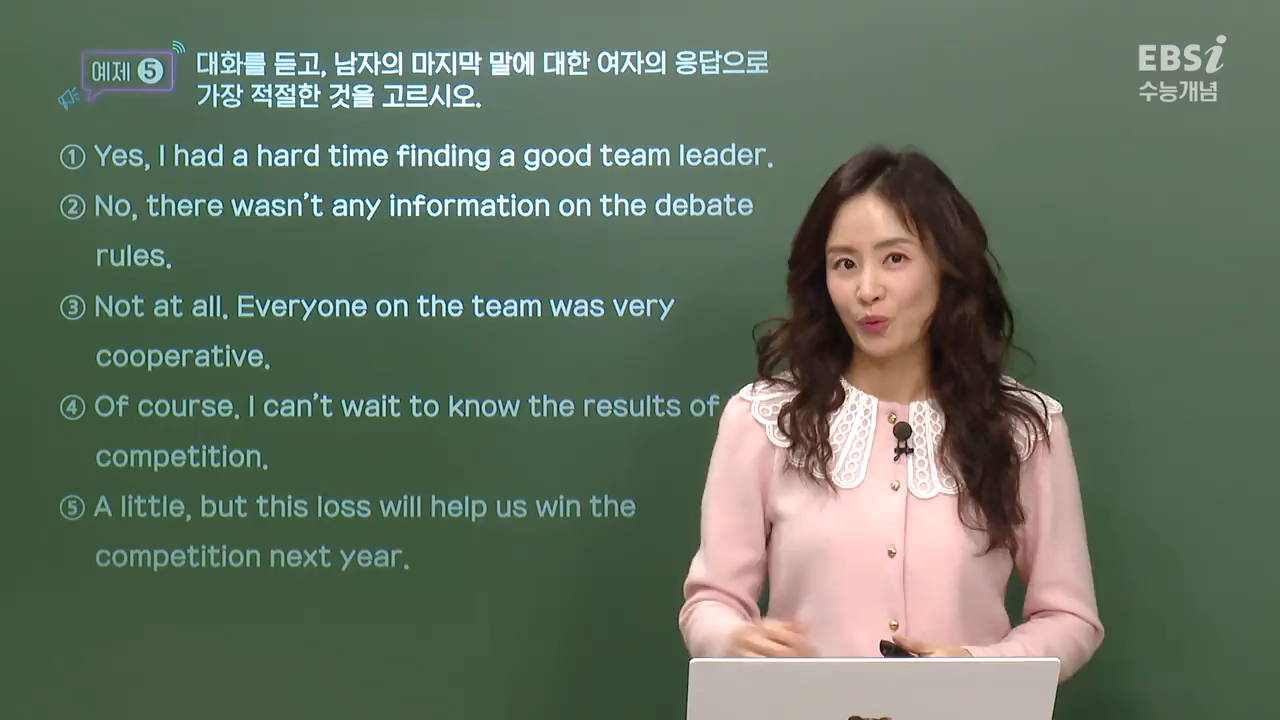 예제 5
대화를 듣고, 남자의 마지막 말에 대한 여자의 응답으로
가장 적절한 것을 고르시오.
① Yes, I had a hard time finding a good team leader.
② No, there wasn't any information on the debate
rules.
③ Not at all. Everyone on the team was very
cooperative.
④ Of course. I can't wait to know the results of
competition.
⑤ A little, but this loss will help us win the
competition next year.
EBSi
수능개념